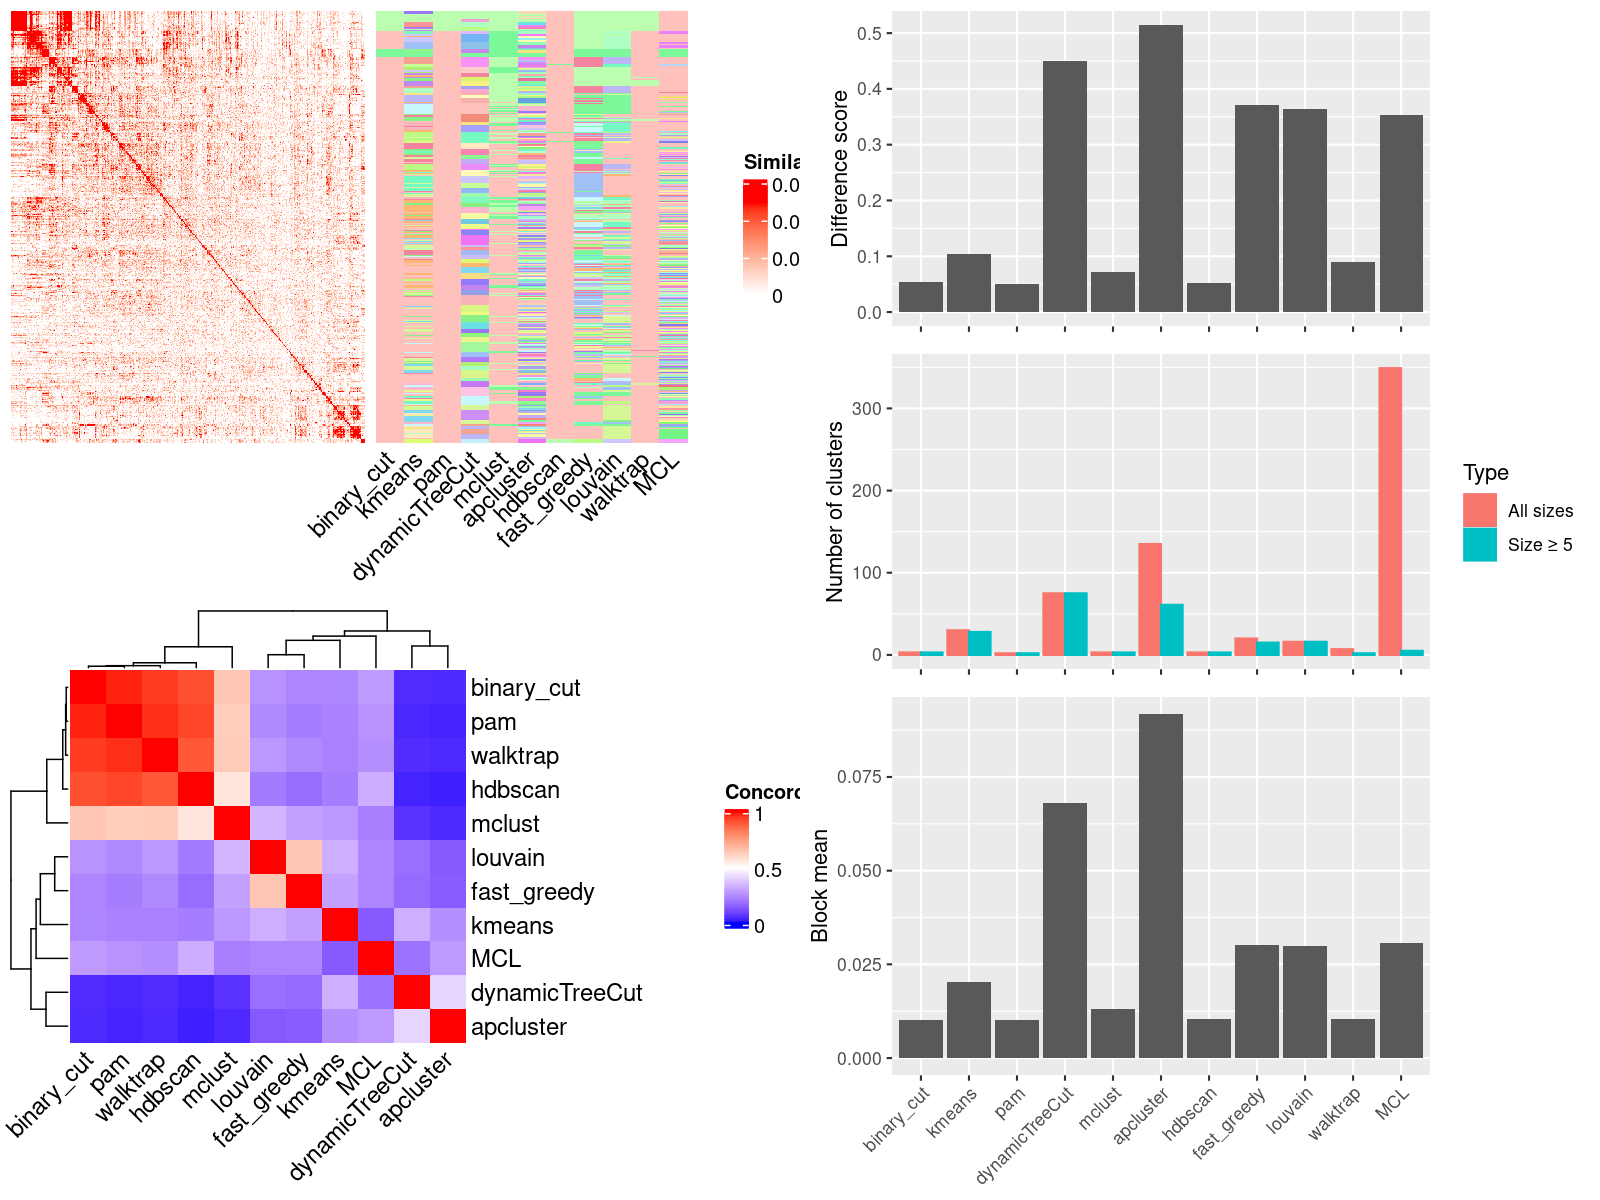 Simila
0.0
0.0
0.0
0
binary_cut
kmeans
pam
dynamicTreeCut
mclust
apcluster
hdbscan
fast_greedy
louvain
walktrap
MCL
binary_cut
pam
walktrap
hdbscan
mclust
louvain
fast_greedy
kmeans
MCL
dynamicTreeCut
apcluster
Concord
1
0.5
0
binary_cut
pam
walktrap
hdbscan
mclust
louvain
fast_greedy
kmeans
MCL
dynamicTreeCut
apcluster
Difference score
0.5
0.4
0.3
0.2
0.1
0.0
Number of clusters
300
200
100
0
Type
All sizes
Size ≥ 5
Block mean
0.075
0.050
0.025
0.000
binary_cut
kmeans
pam
dynamicTreeCut
mclust
apcluster
hdbscan
fast_greedy
louvain
walktrap
MCL